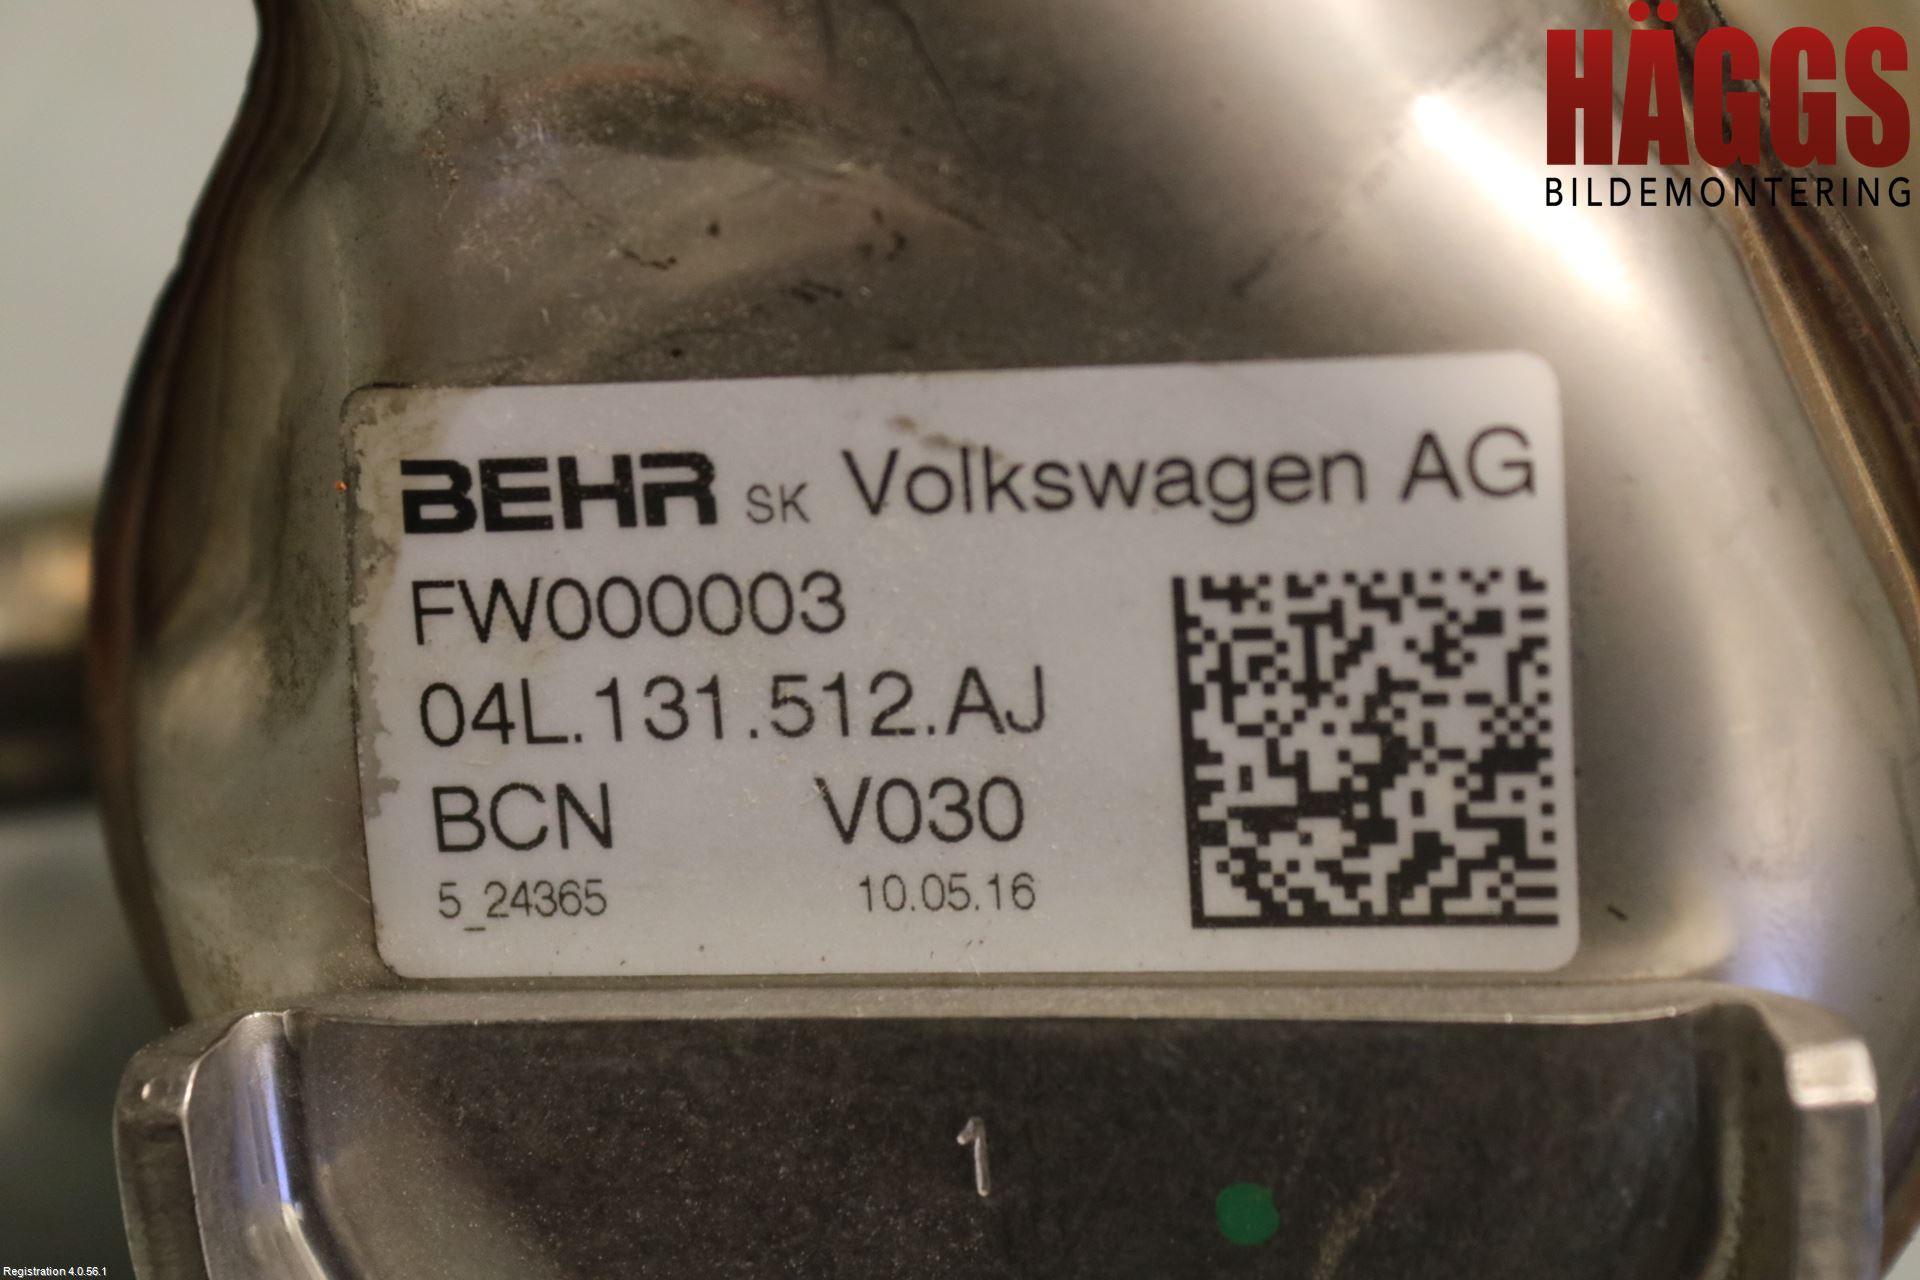 HÄGGS
BILDEMONTERING
BEHR SK Volkswagen AG
FW000003
04L.131.512.AJ
BCN V030
5_24365 10.05.16
1
Registration 4.0.56.1